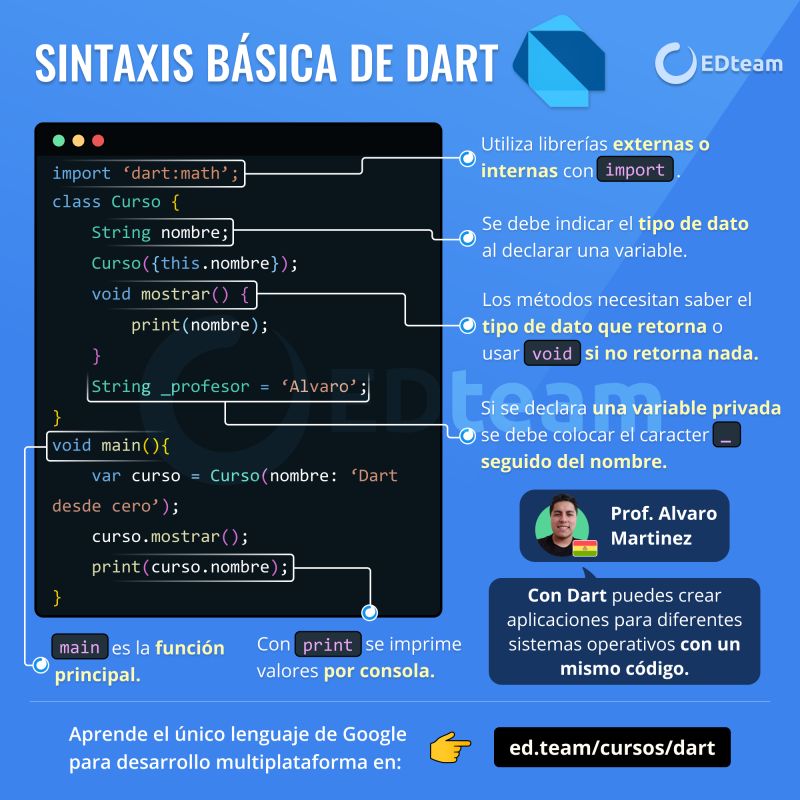 SINTAXIS BÁSICA DE DART
EDteam
import ‘dart:math’;
class Curso {
String nombre;
Curso({this.nombre});
void mostrar() {
print(nombre);
}
String _profesor = ‘Alvaro’;
}
void main(){
var curso = Curso(nombre: ‘Dart
desde cero’);
curso.mostrar();
print(curso.nombre);
}
EDteam
Utiliza librerías externas o
internas con import.
Se debe indicar el tipo de dato
al declarar una variable.
Los métodos necesitan saber el
tipo de dato que retorna o
usar void si no retorna nada.
Si se declara una variable privada
se debe colocar el caracter _
seguido del nombre.
Prof. Alvaro
Martinez
Con Dart puedes crear
aplicaciones para diferentes
sistemas operativos con un
mismo código.
main es la función
principal.
Con print se imprime
valores por consola.
Aprende el único lenguaje de Google
para desarrollo multiplataforma en:
ed.team/cursos/dart